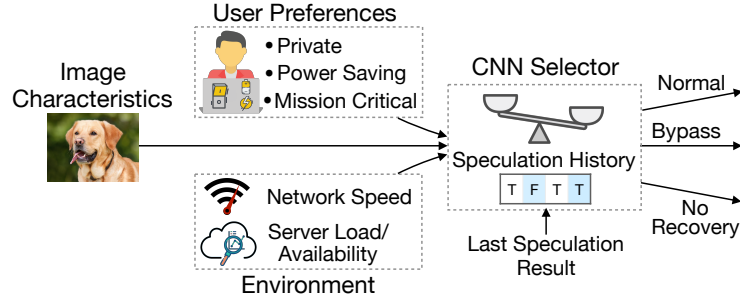 User Preferences
• Private
• Power Saving
• Mission Critical
Image
Characteristics
Network Speed
Server Load/
Availability
Environment
CNN Selector
Speculation History
T F T T
Last Speculation
Result
Normal
Bypass
No
Recovery